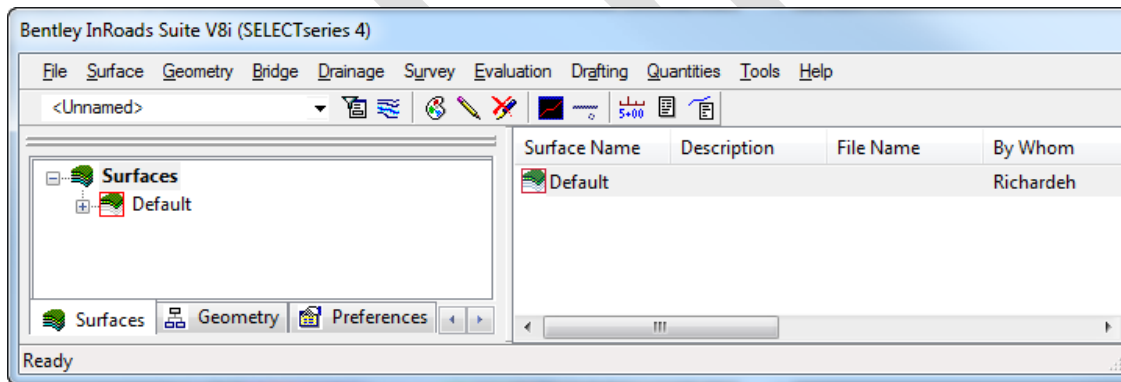 Bentley InRoads Suite V8i (SELECTseries 4)
File Surface Geometry Bridge Drainage Survey Evaluation Drafting Quantities Tools Help
<Unnamed> 5+00
Surface Name Description File Name By Whom
Surfaces
Default Richardeh
Default
Surfaces Geometry Preferences
Ready